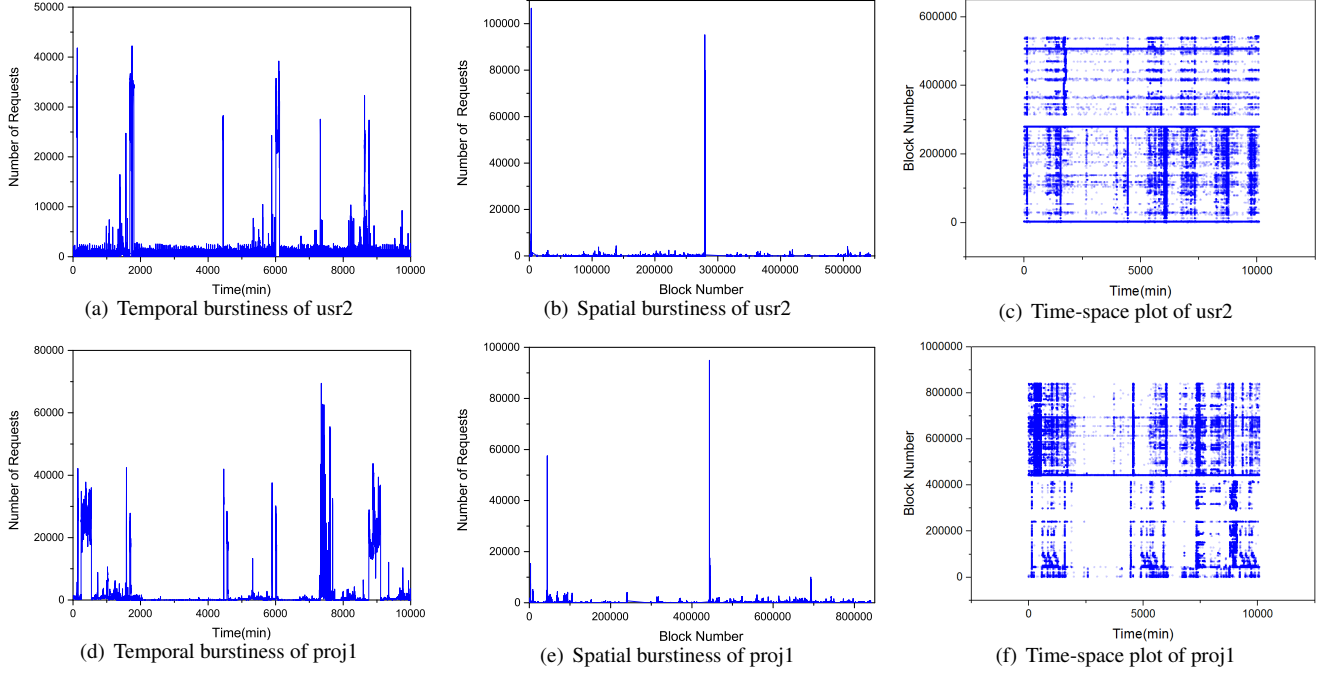 50000
40000
30000
20000
10000
0
Number of Requests
0 2000 4000 6000 8000 10000
Time(min)
(a) Temporal burstiness of usr2
100000
80000
60000
40000
20000
0
Number of Requests
0 100000 200000 300000 400000 500000
Block Number
(b) Spatial burstiness of usr2
600000
400000
200000
0
Block Number
0 5000 10000
Time(min)
(c) Time-space plot of usr2
80000
60000
40000
20000
0
Number of Requests
0 2000 4000 6000 8000 10000
Time(min)
(d) Temporal burstiness of proj1
100000
80000
60000
40000
20000
0
Number of Requests
0 200000 400000 600000 800000
Block Number
(e) Spatial burstiness of proj1
1000000
800000
600000
400000
200000
0
Block Number
0 5000 10000
Time(min)
(f) Time-space plot of proj1